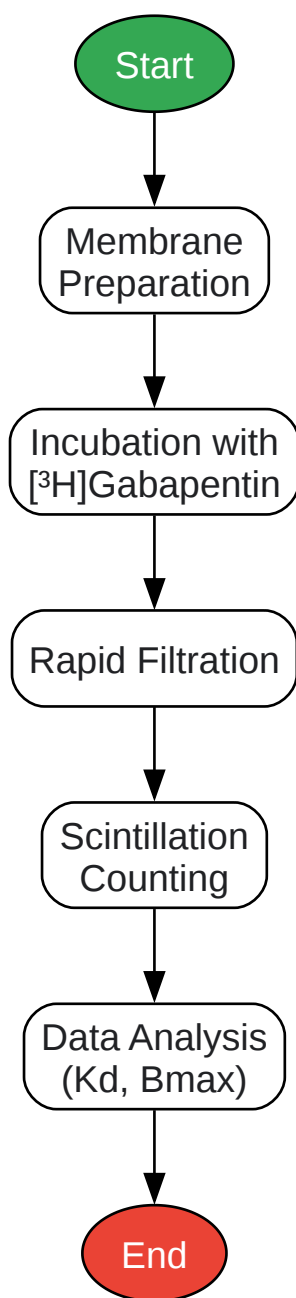 Start
Membrane
Preparation
Incubation with
[³H]Gabapentin
Rapid Filtration
Scintillation
Counting
Data Analysis
(Kd, Bmax)
End